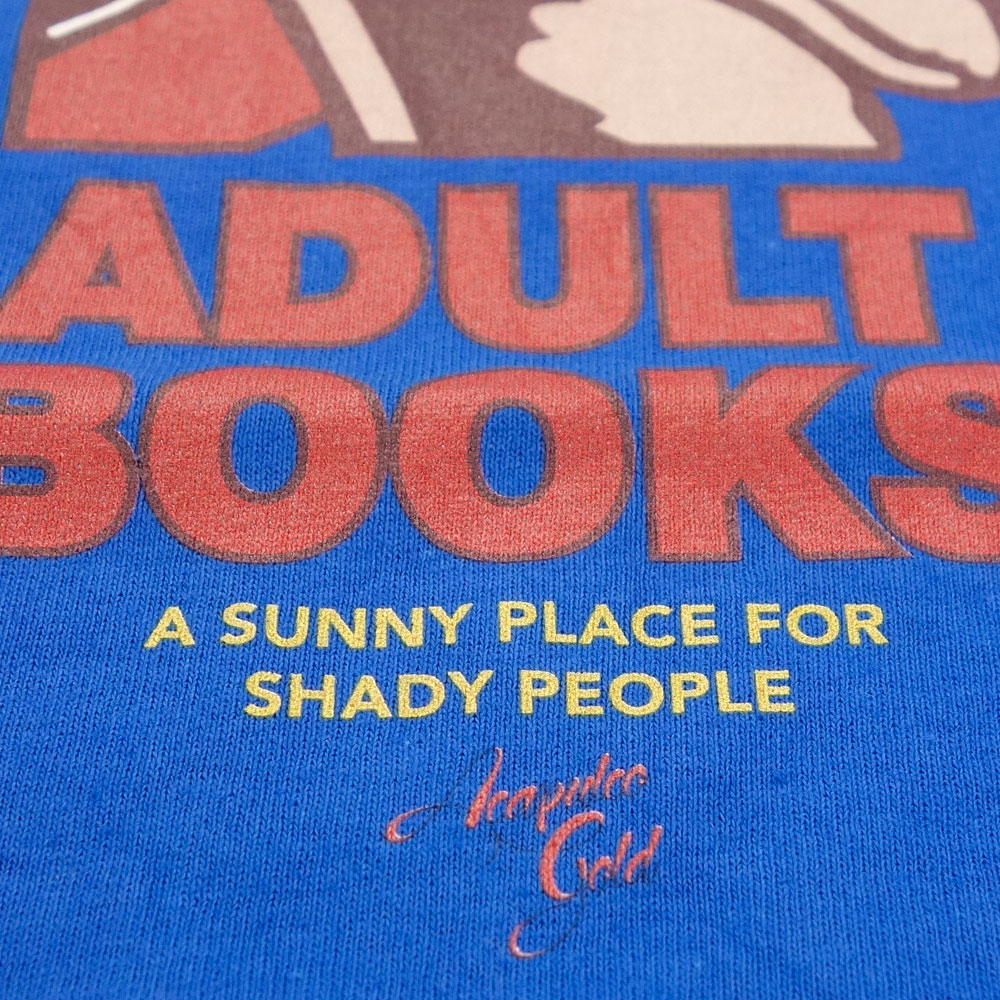 ADULT
BOOKS
A SUNNY PLACE FOR
SHADY PEOPLE
Acapulco
Gold